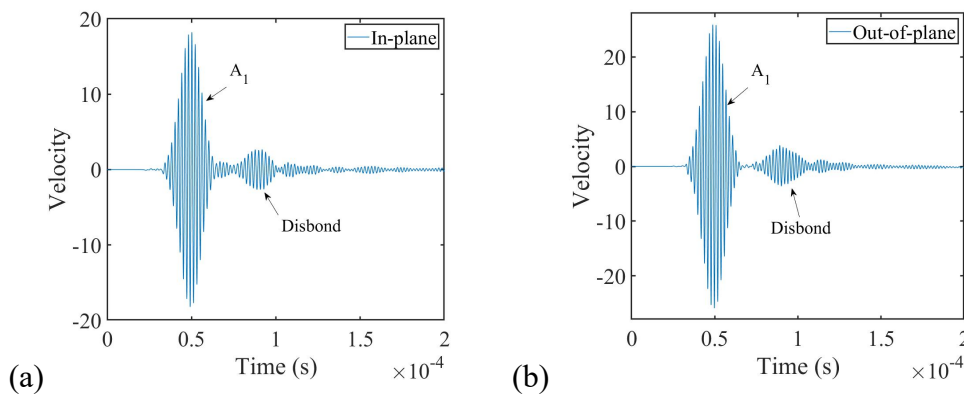 20
10
0
-10
-20
Velocity
In-plane
A1
Disbond
0
0.5
1
1.5
2
Time (s)
×10-4
(a)
20
10
0
-10
-20
Velocity
Out-of-plane
A1
Disbond
0
0.5
1
1.5
2
Time (s)
×10-4
(b)